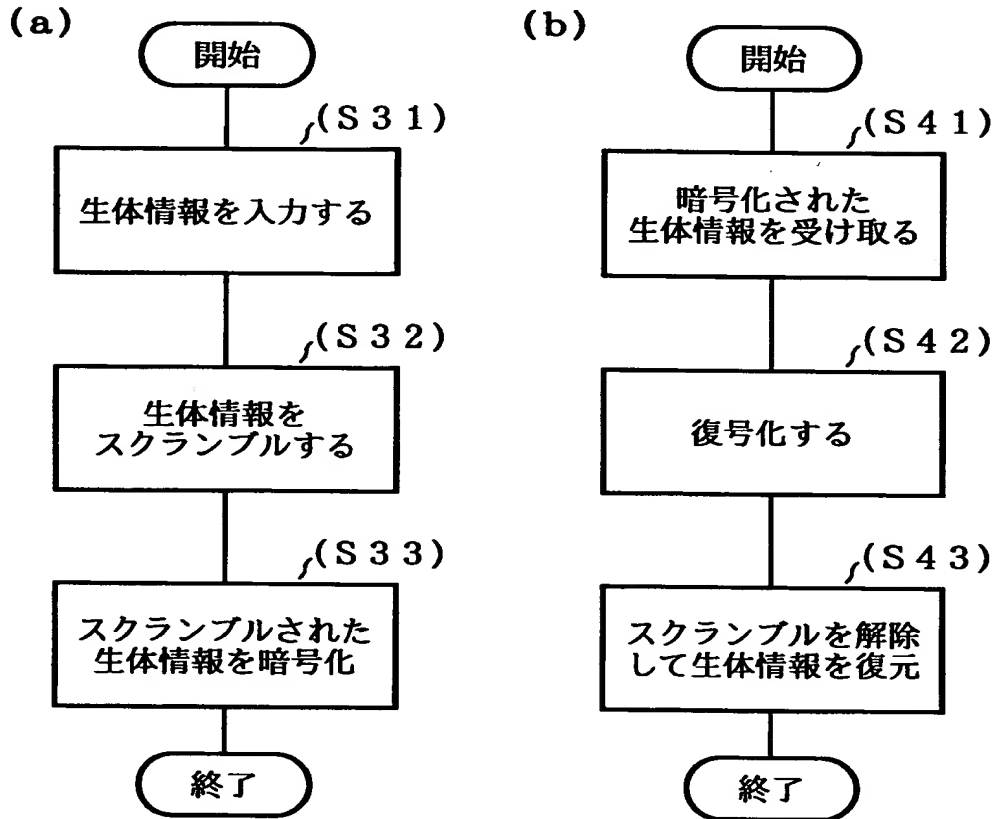 (a)
開始
(S31)
生体情報を入力する
(S32)
生体情報を
スクランブルする
(S33)
スクランブルされた
生体情報を暗号化
終了
(b)
開始
(S41)
暗号化された
生体情報を受け取る
(S42)
復号化する
(S43)
スクランブルを解除
して生体情報を復元
終了